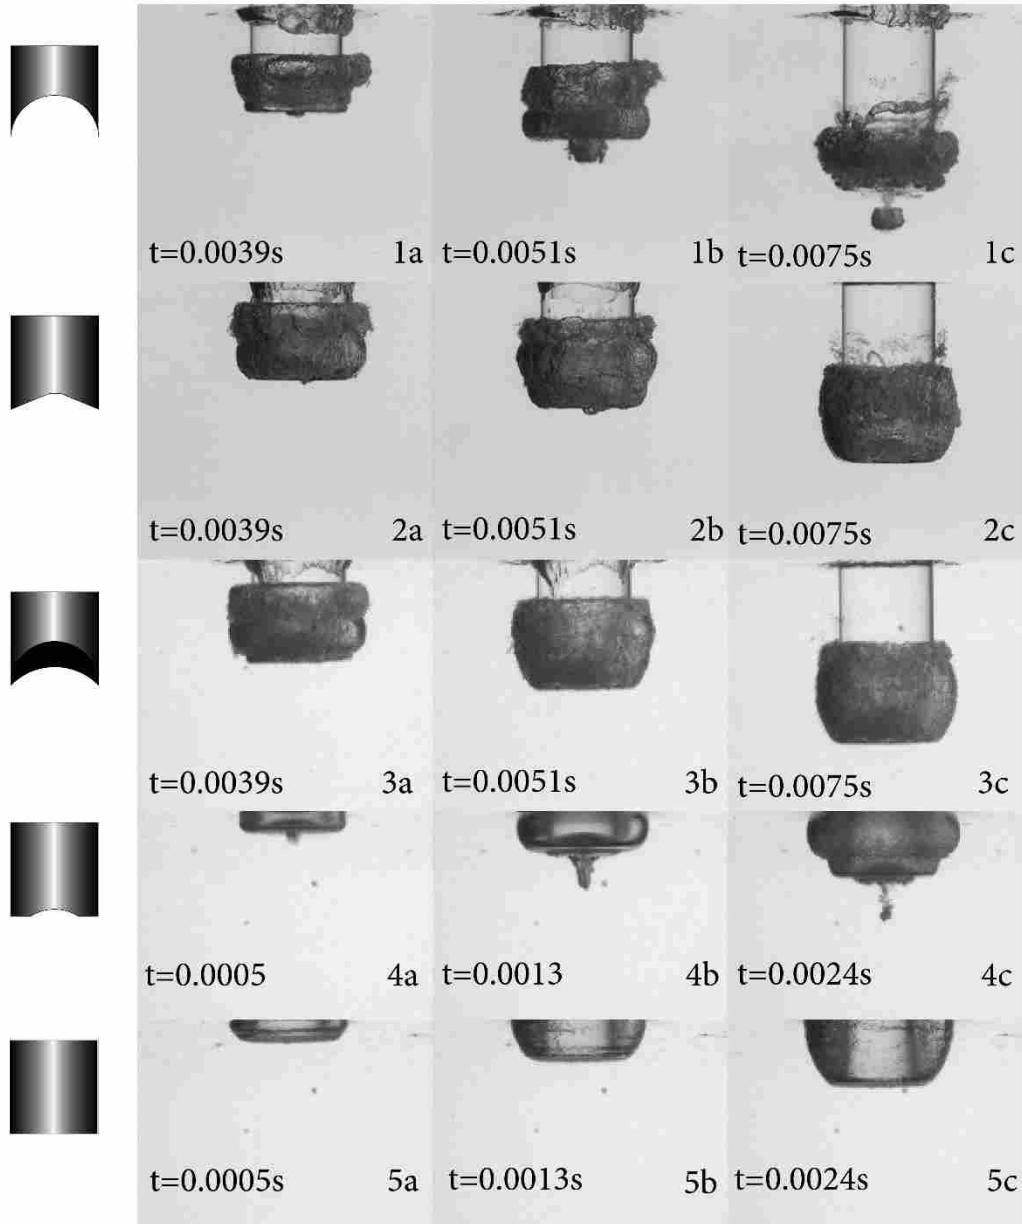 t=0.0039s 1a t=0.0051s 1b t=0.0075s 1c
t=0.0039s 2a t=0.0051s 2b t=0.0075s 2c
t=0.0039s 3a t=0.0051s 3b t=0.0075s 3c
t=0.0005 4a t=0.0013 4b t=0.0024s 4c
t=0.0005s 5a t=0.0013s 5b t=0.0024s 5c